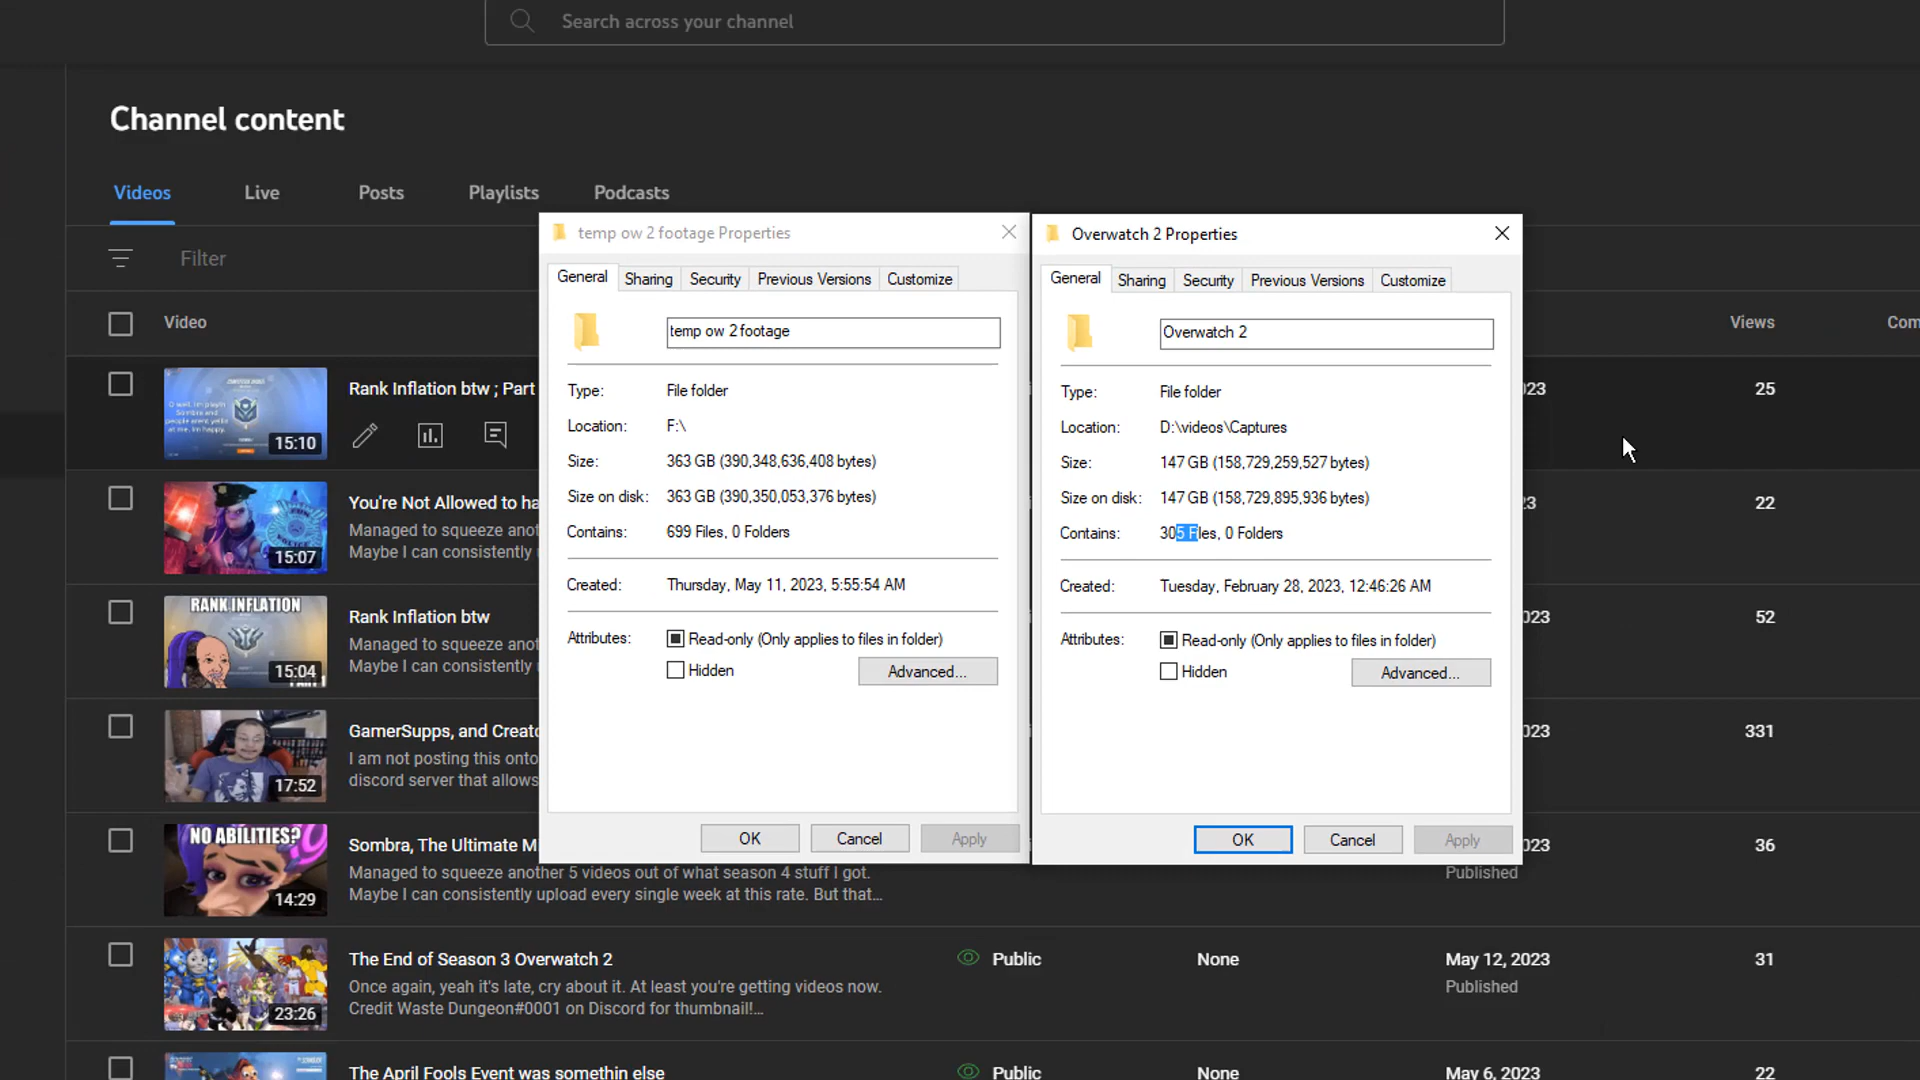 Search across your channel
Channel content
Videos
Live
Posts
Playlists
Podcasts
Filter
Video
Views
Com
15:10
Rank Inflation btw ; Part
023
25
15:07
You're Not Allowed to ha
Managed to squeeze anot
Maybe I can consistently u
23
22
RANK INFLATION
15:04
Rank Inflation btw
Managed to squeeze anot
Maybe I can consistently u
023
52
17:52
GamerSupps, and Creato
I am not posting this onto
discord server that allows
023
331
NO ABILITIES?
14:29
Sombra, The Ultimate M
Managed to squeeze another 5 videos out of what season 4 stuff I got.
Maybe I can consistently upload every single week at this rate. But that...
023
Published
36
23:26
The End of Season 3 Overwatch 2
Once again, yeah it's late, cry about it. At least you're getting videos now.
Credit Waste Dungeon#0001 on Discord for thumbnail!...
Public
None
May 12, 2023
Published
31
The April Fools Event was somethin else
Public
None
May 6, 2023
22
temp ow 2 footage Properties
General
Sharing
Security
Previous Versions
Customize
temp ow 2 footage
Type: File folder
Location: F:\
Size: 363 GB (390,348,636,408 bytes)
Size on disk: 363 GB (390,350,053,376 bytes)
Contains: 699 Files, 0 Folders
Created: Thursday, May 11, 2023, 5:55:54 AM
Attributes: Read-only (Only applies to files in folder)
Hidden
Advanced...
OK
Cancel
Apply
Overwatch 2 Properties
General
Sharing
Security
Previous Versions
Customize
Overwatch 2
Type: File folder
Location: D:\videos\Captures
Size: 147 GB (158,729,259,527 bytes)
Size on disk: 147 GB (158,729,895,936 bytes)
Contains: 305 Files, 0 Folders
Created: Tuesday, February 28, 2023, 12:46:26 AM
Attributes: Read-only (Only applies to files in folder)
Hidden
Advanced...
OK
Cancel
Apply